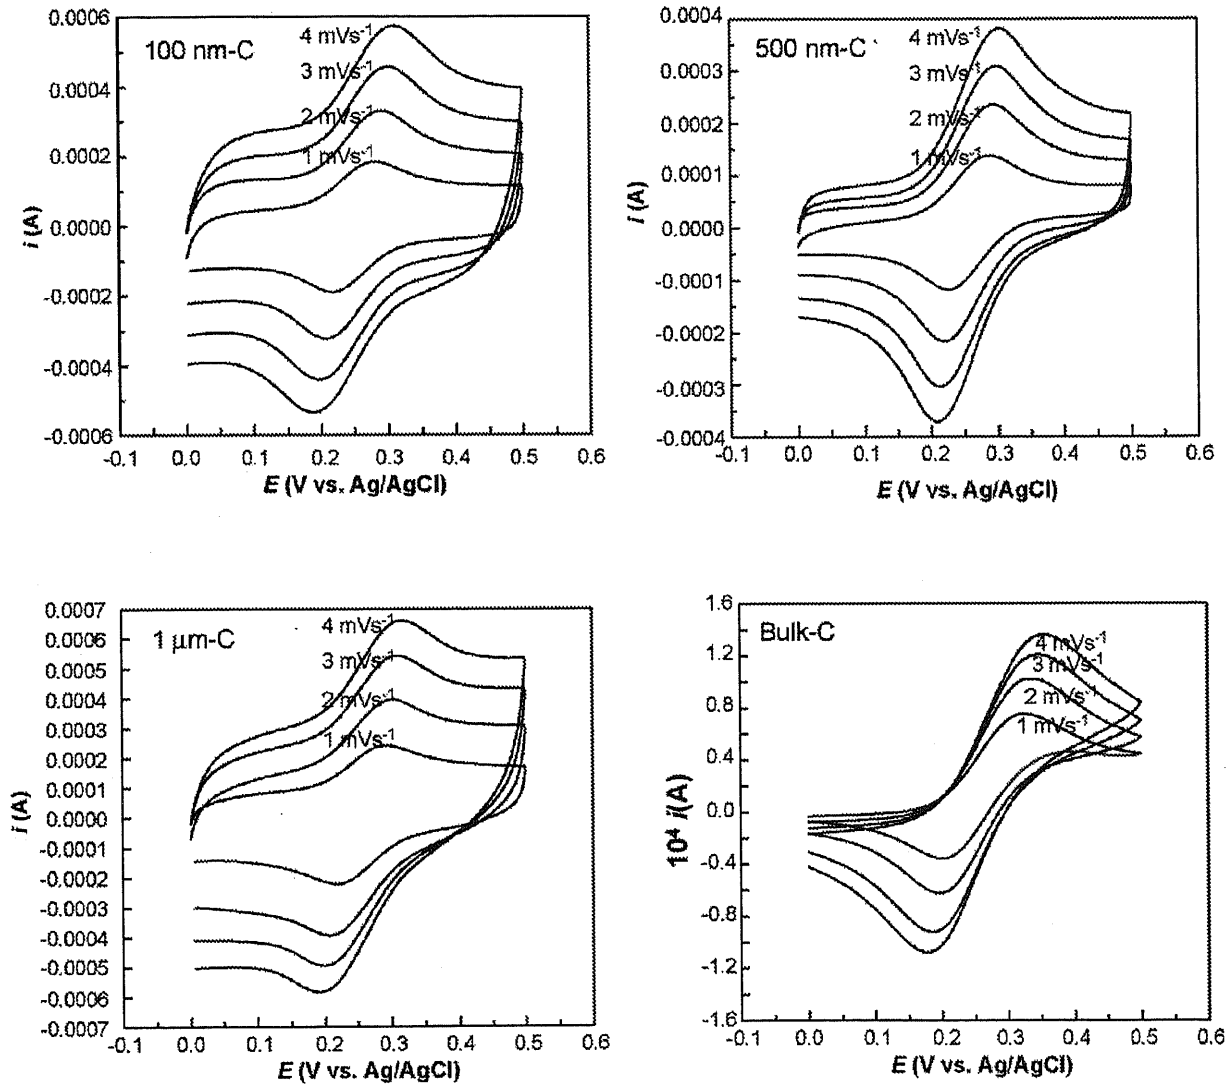 0.0006
0.0004
0.0002
0.0000
-0.0002
-0.0004
-0.0006
i (A)
100 nm-C
4 mVs-1
3 mVs-1
2 mVs-1
1 mVs-1
-0.1 0.0 0.1 0.2 0.3 0.4 0.5 0.6
E (V vs. Ag/AgCl)
0.0004
0.0003
0.0002
0.0001
0.0000
-0.0001
-0.0002
-0.0003
-0.0004
i (A)
500 nm-C
4 mVs-1
3 mVs-1
2 mVs-1
1 mVs-1
-0.1 0.0 0.1 0.2 0.3 0.4 0.5 0.6
E (V vs. Ag/AgCl)
0.0007
0.0006
0.0005
0.0004
0.0003
0.0002
0.0001
0.0000
-0.0001
-0.0002
-0.0003
-0.0004
-0.0005
-0.0006
-0.0007
i (A)
1 μm-C
4 mVs-1
3 mVs-1
2 mVs-1
1 mVs-1
-0.1 0.0 0.1 0.2 0.3 0.4 0.5 0.6
E (V vs. Ag/AgCl)
1.6
1.2
0.8
0.4
0.0
-0.4
-0.8
-1.2
-1.6
10⁴ i(A)
Bulk-C
4 mVs-1
3 mVs-1
2 mVs-1
1 mVs-1
-0.1 0.0 0.1 0.2 0.3 0.4 0.5 0.6
E (V vs. Ag/AgCl)